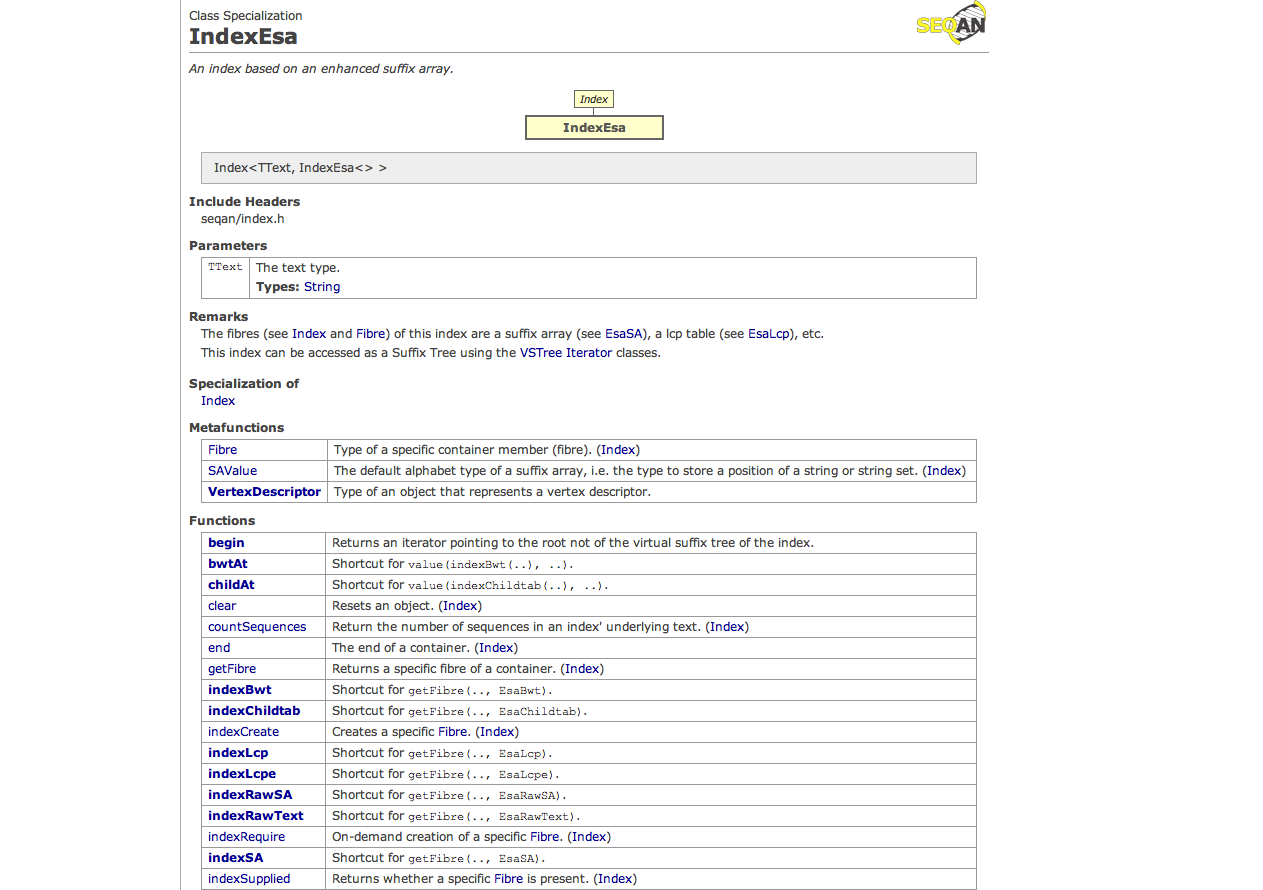 Class Specialization
SEQAN
IndexEsa
An index based on an enhanced suffix array.
Index
IndexEsa
Index<TText, IndexEsa<> >
Include Headers
seqan/index.h
Parameters
TText The text type.
Types: String
Remarks
The fibres (see Index and Fibre) of this index are a suffix array (see EsaSA), a lcp table (see EsaLcp), etc.
This index can be accessed as a Suffix Tree using the VSTree Iterator classes.
Specialization of
Index
Metafunctions
Fibre Type of a specific container member (fibre). (Index)
SAValue The default alphabet type of a suffix array, i.e. the type to store a position of a string or string set. (Index)
VertexDescriptor Type of an object that represents a vertex descriptor.
Functions
begin Returns an iterator pointing to the root not of the virtual suffix tree of the index.
bwtAt Shortcut for value(indexBwt(..), ..).
childAt Shortcut for value(indexChildtab(..), ..).
clear Resets an object. (Index)
countSequences Return the number of sequences in an index' underlying text. (Index)
end The end of a container. (Index)
getFibre Returns a specific fibre of a container. (Index)
indexBwt Shortcut for getFibre(.., EsaBwt).
indexChildtab Shortcut for getFibre(.., EsaChildtab).
indexCreate Creates a specific Fibre. (Index)
indexLcp Shortcut for getFibre(.., EsaLcp).
indexLcpe Shortcut for getFibre(.., EsaLcpe).
indexRawSA Shortcut for getFibre(.., EsaRawSA).
indexRawText Shortcut for getFibre(.., EsaRawText).
indexRequire On-demand creation of a specific Fibre. (Index)
indexSA Shortcut for getFibre(.., EsaSA).
indexSupplied Returns whether a specific Fibre is present. (Index)